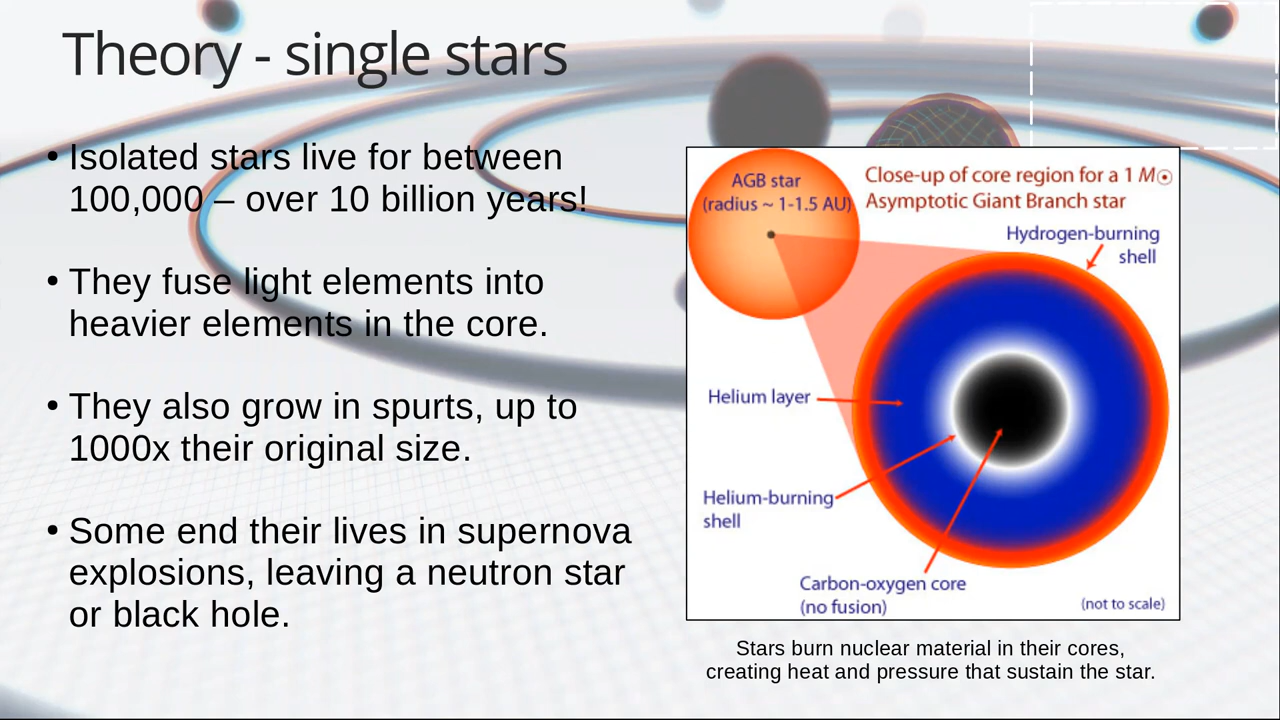 Theory - single stars
• Isolated stars live for between
100,000 – over 10 billion years!
• They fuse light elements into
heavier elements in the core.
• They also grow in spurts, up to
1000x their original size.
• Some end their lives in supernova
explosions, leaving a neutron star
or black hole.
AGB star
(radius ~ 1-1.5 AU)
Close-up of core region for a 1 M☉
Asymptotic Giant Branch star
Hydrogen-burning
shell
Helium layer
Helium-burning
shell
Carbon-oxygen core
(no fusion)
(not to scale)
Stars burn nuclear material in their cores,
creating heat and pressure that sustain the star.